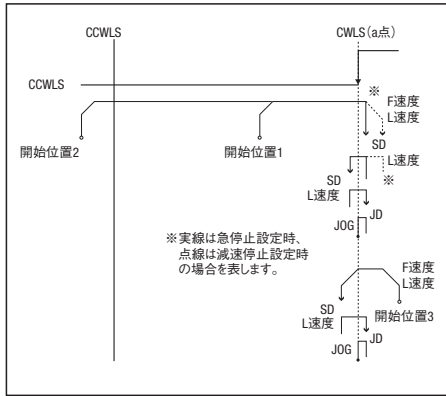 CCWLS
CWLS(a点)
CCWLS
※
F速度
L速度
開始位置2
開始位置1
SD
L速度
SD
※
L速度
JD
JOG
※実線は急停止設定時、
点線は減速停止設定時
の場合を表します。
F速度
L速度
SD
開始位置3
L速度
JD
JOG